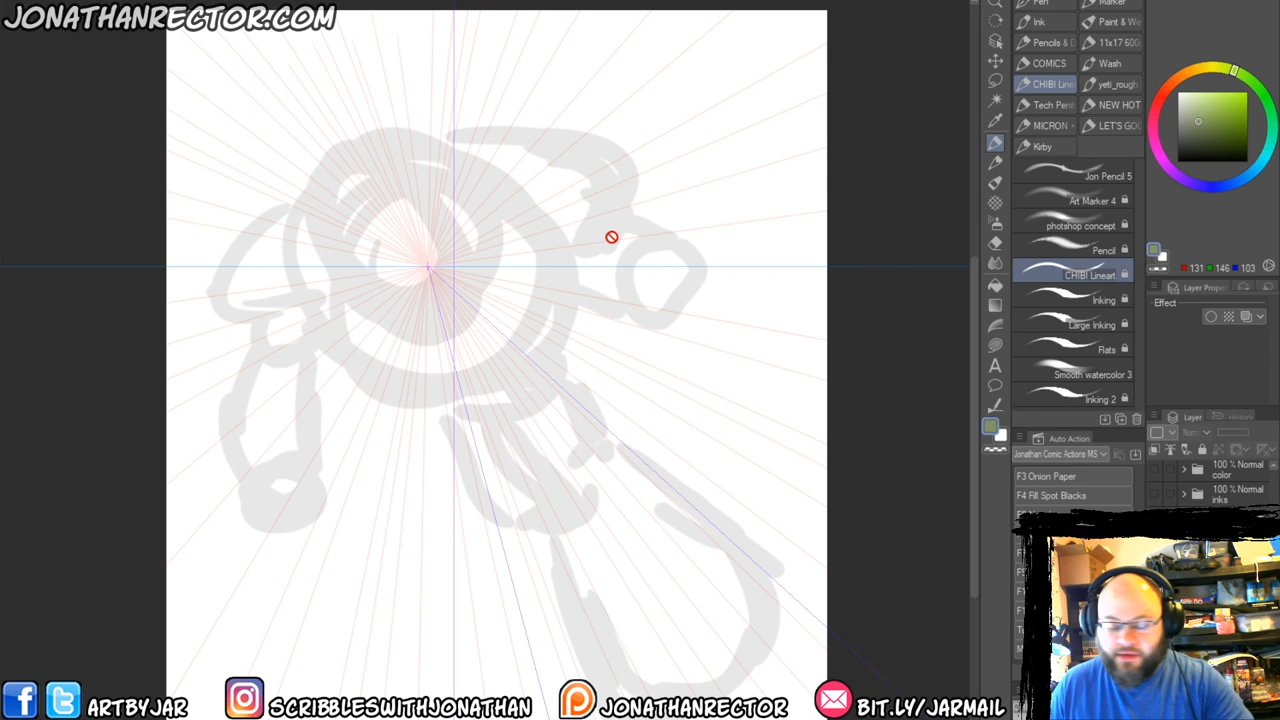 JONATHANRECTOR.COM
Pen
Marker
Ink
Paint & We
Pencils & D
11x17 600
COMICS
Wash
CHIBI Line
yeti_rough
Tech Pen
NEW HOT
MICRON
LET'S GO
Kirby
Jon Pencil 5
Art Marker 4
photshop concept
Pencil
CHIBI Lineart
Inking
Large Inking
Flats
Smooth watercolor 3
Inking 2
131 146 103
Layer Prope
Effect
Layer
History
Auto Action
Jonathan Comic Actions MS
F3 Onion Paper
F4 Fill Spot Blacks
100 % Normal
color
100 % Normal
inks
ARTBYJAR
SCRIBBLESWITHJONATHAN
JONATHANRECTOR
BIT.LY/JARMAIL